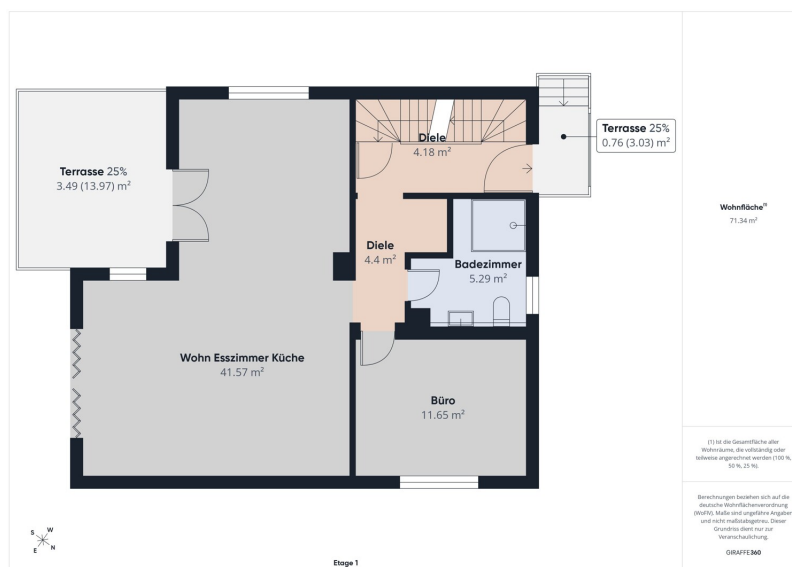 Terrasse 25%
3.49 (13.97) m²
Diele
4.18 m²
Terrasse 25%
0.76 (3.03) m²
Diele
4.4 m²
Badezimmer
5.29 m²
Wohn Esszimmer Küche
41.57 m²
Büro
11.65 m²
S W
E N
Etage 1
Wohnfläche⁽¹⁾
71.34 m²
(1) Ist die Gesamtfläche aller
Wohnräume, die vollständig oder
teilweise angerechnet werden (100 %,
50 %, 25 %).
Berechnungen beziehen sich auf die
deutsche Wohnflächenverordnung
(WoFlV). Maße sind ungefähre Angaben
und nicht maßstabsgetreu. Dieser
Grundriss dient nur zur
Veranschaulichung.
GIRAFFE360